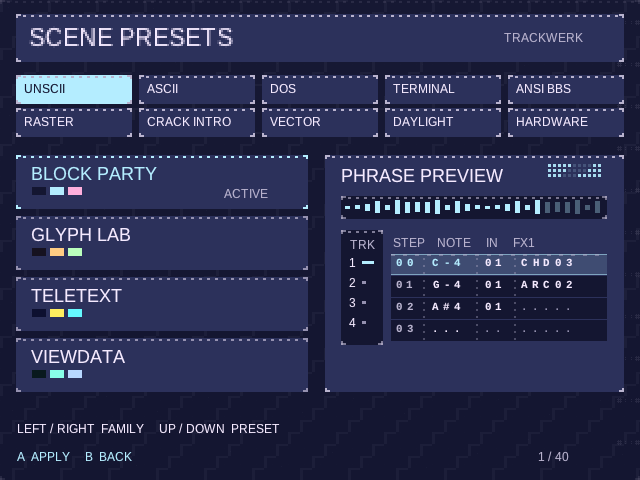 SCENE PRESETS
TRACKWERK
UNSCII ASCII DOS TERMINAL ANSI BBS
RASTER CRACK INTRO VECTOR DAYLIGHT HARDWARE
BLOCK PARTY
ACTIVE
GLYPH LAB
TELETEXT
VIEWDATA
PHRASE PREVIEW
TRK STEP NOTE IN FX1
1 00 C-4 01 CHD03
2 01 G-4 01 ARC02
3 02 A#4 01 .....
4 03 ... .. .....
LEFT / RIGHT FAMILY UP / DOWN PRESET
A APPLY B BACK
1 / 40